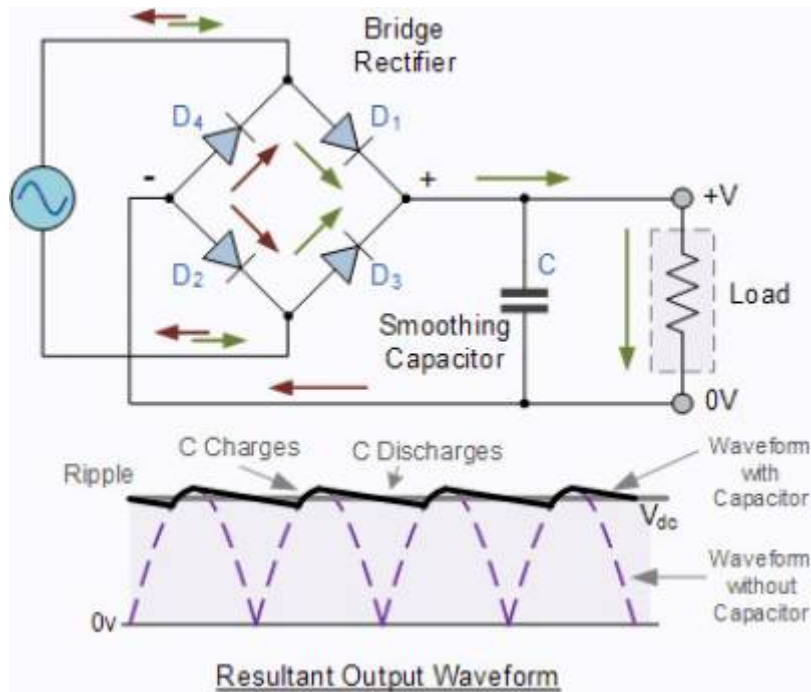 Bridge
Rectifier
D4
D1
-
+
+V
D2
D3
C
Load
Smoothing
Capacitor
0V
C Charges
C Discharges
Waveform
with
Capacitor
Ripple
Vdc
Waveform
without
Capacitor
0v
Resultant Output Waveform